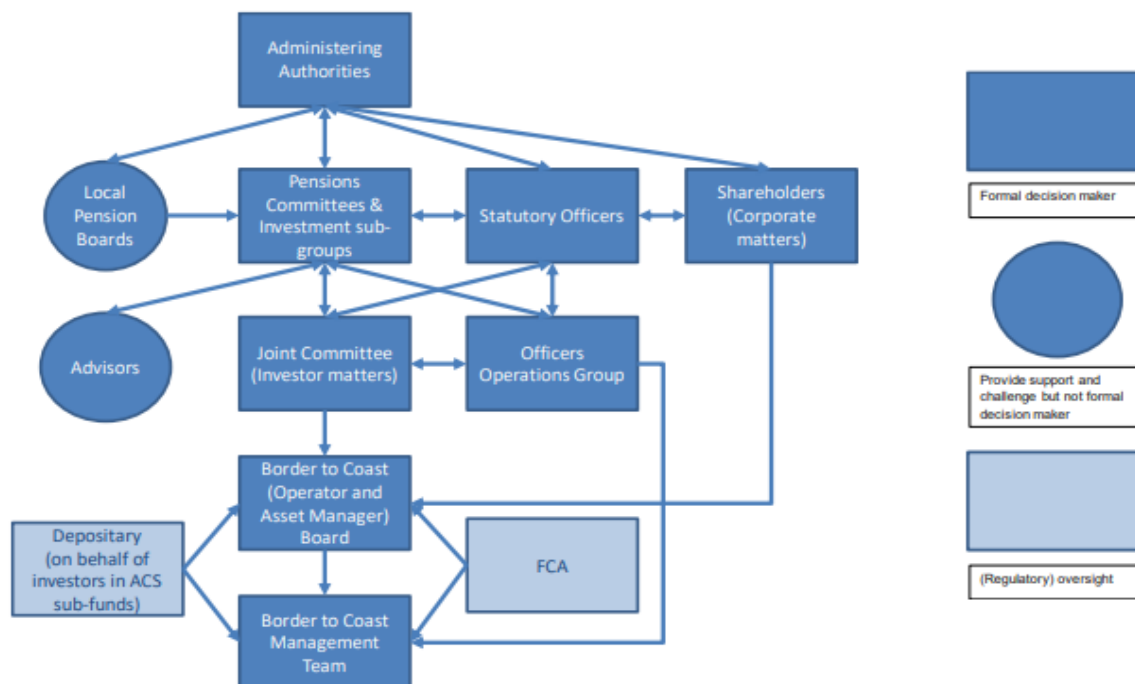 Administering
Authorities
Local
Pension
Boards
Pensions
Committees &
Investment sub-
groups
Statutory Officers
Shareholders
(Corporate
matters)
Formal decision maker
Advisors
Joint Committee
(Investor matters)
Officers
Operations Group
Provide support and
challenge but not formal
decision maker
Border to Coast
(Operator and
Asset Manager)
Board
Depositary
(on behalf of
investors in ACS
sub-funds)
FCA
(Regulatory) oversight
Border to Coast
Management
Team